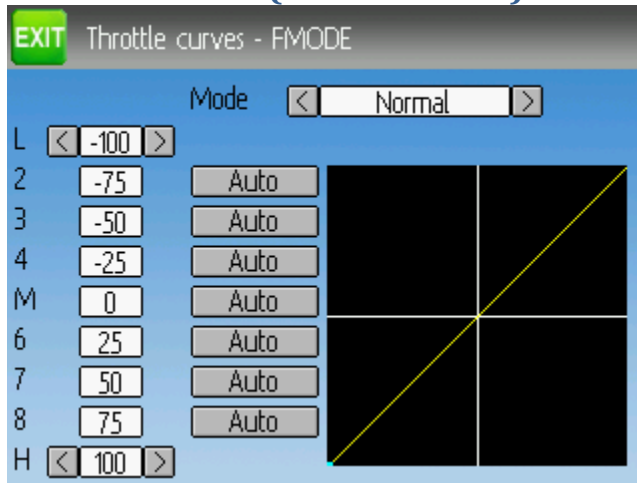 EXIT Throttle curves - FMODE
Mode < Normal >
L < -100 >
2 -75 Auto
3 -50 Auto
4 -25 Auto
M 0 Auto
6 25 Auto
7 50 Auto
8 75 Auto
H < 100 >